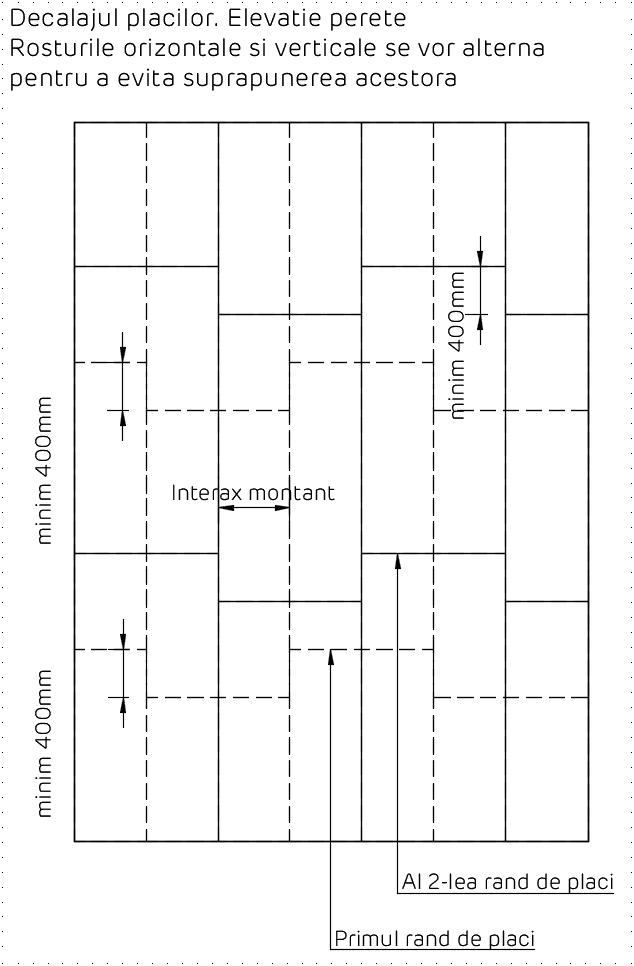 Decalajul placilor. Elevatie perete
Rosturile orizontale si verticale se vor alterna
pentru a evita suprapunerea acestora
minim 400mm
minim 400mm
Interax montant
minim 400mm
Al 2-lea rand de placi
Primul rand de placi